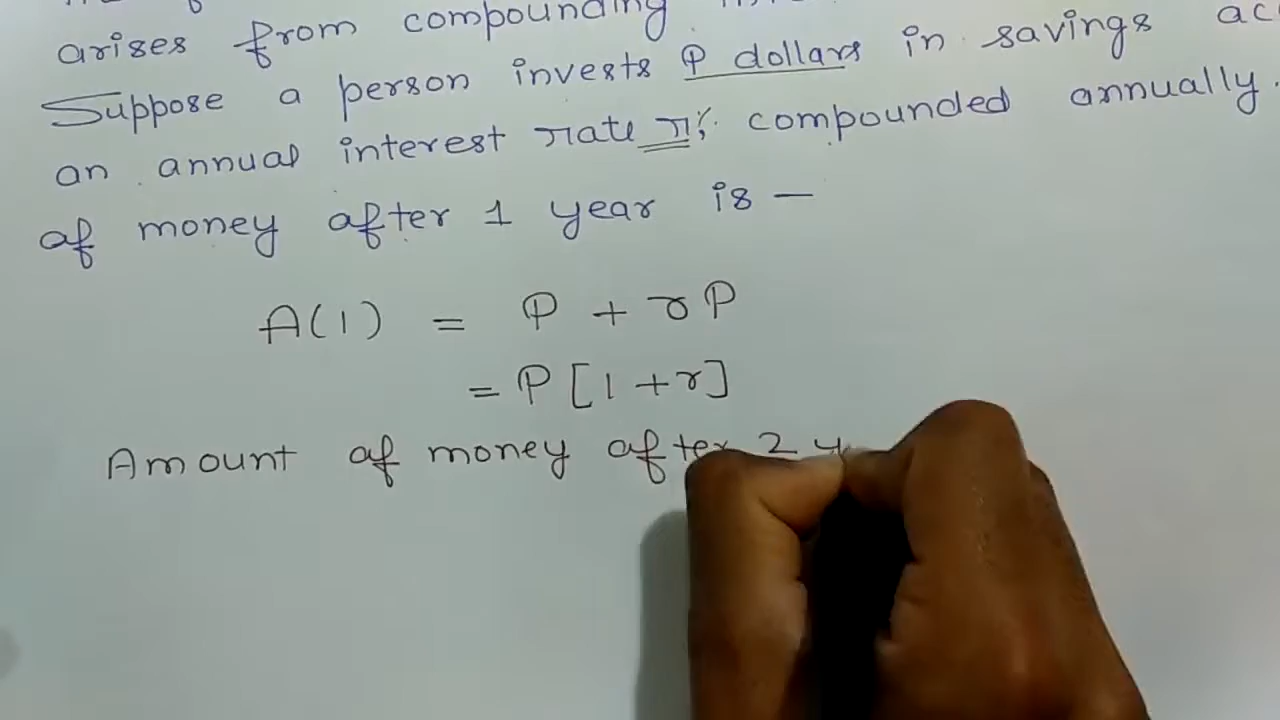 arises from compounding
Suppose a person invests P dollars in savings
an annual interest rate r% compounded annually.
of money after 1 year is —
A(1) = P + rP
= P[1+r]
Amount of money after 2 y